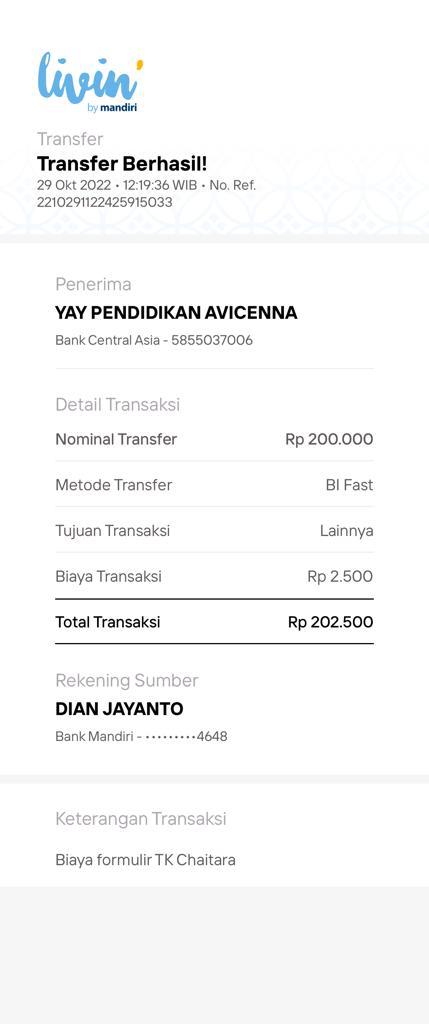 livin'
by mandiri
Transfer
Transfer Berhasil!
29 Okt 2022 • 12:19:36 WIB • No. Ref.
2210291122425915033
Penerima
YAY PENDIDIKAN AVICENNA
Bank Central Asia - 5855037006
Detail Transaksi
Nominal Transfer Rp 200.000
Metode Transfer BI Fast
Tujuan Transaksi Lainnya
Biaya Transaksi Rp 2.500
Total Transaksi Rp 202.500
Rekening Sumber
DIAN JAYANTO
Bank Mandiri - •••••••••4648
Keterangan Transaksi
Biaya formulir TK Chaitara